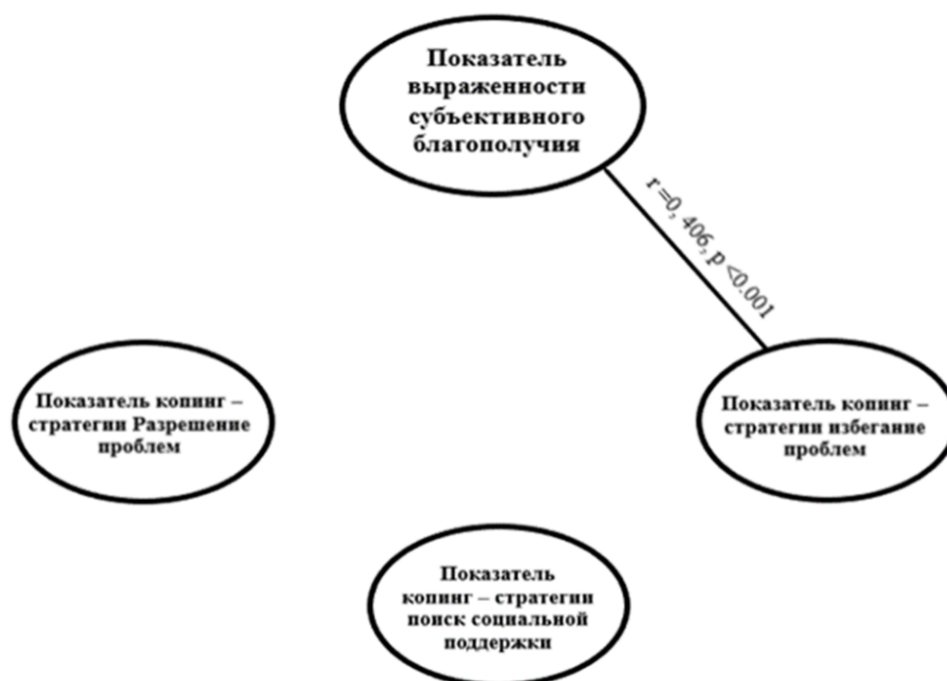 Показатель
выраженности
субъективного
благополучия
r =0, 406, p <0.001
Показатель копинг –
стратегии Разрешение
проблем
Показатель копинг –
стратегии избегание
проблем
Показатель
копинг – стратегии
поиск социальной
поддержки